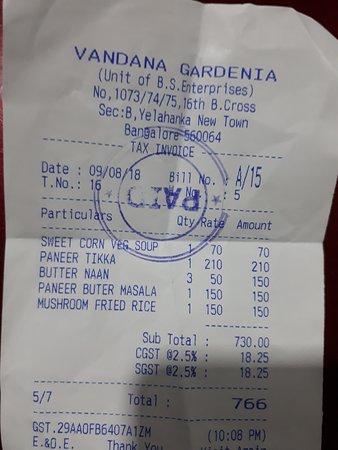 VANDANA GARDENIA
(Unit of B.S.Enterprises)
No,1073/74/75,16th B.Cross
Sec:B,Yelahanka New Town
Bangalore 560064
TAX INVOICE
Date : 09/08/18 Bill No. : A/15
T.No.: 16 No. : 5
PAID
Particulars Qty Rate Amount
SWEET CORN VEG SOUP 1 70 70
PANEER TIKKA 1 210 210
BUTTER NAAN 3 50 150
PANEER BUTER MASALA 1 150 150
MUSHROOM FRIED RICE 1 150 150
Sub Total : 730.00
CGST @2.5% : 18.25
SGST @2.5% : 18.25
5/7 Total : 766
GST.29AAOFB6407A1ZM (10:08 PM)
E.&O.E. Thank You Visit Again